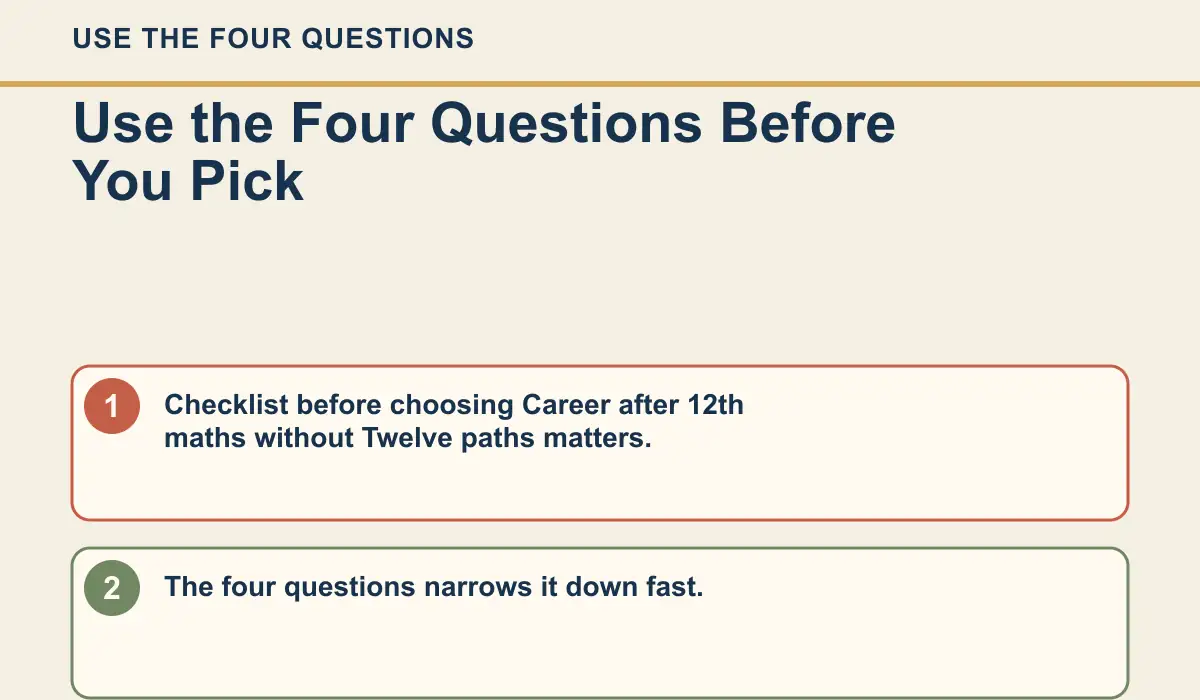 USE THE FOUR QUESTIONS
Use the Four Questions Before
You Pick
1
Checklist before choosing Career after 12th
maths without Twelve paths matters.
2
The four questions narrows it down fast.